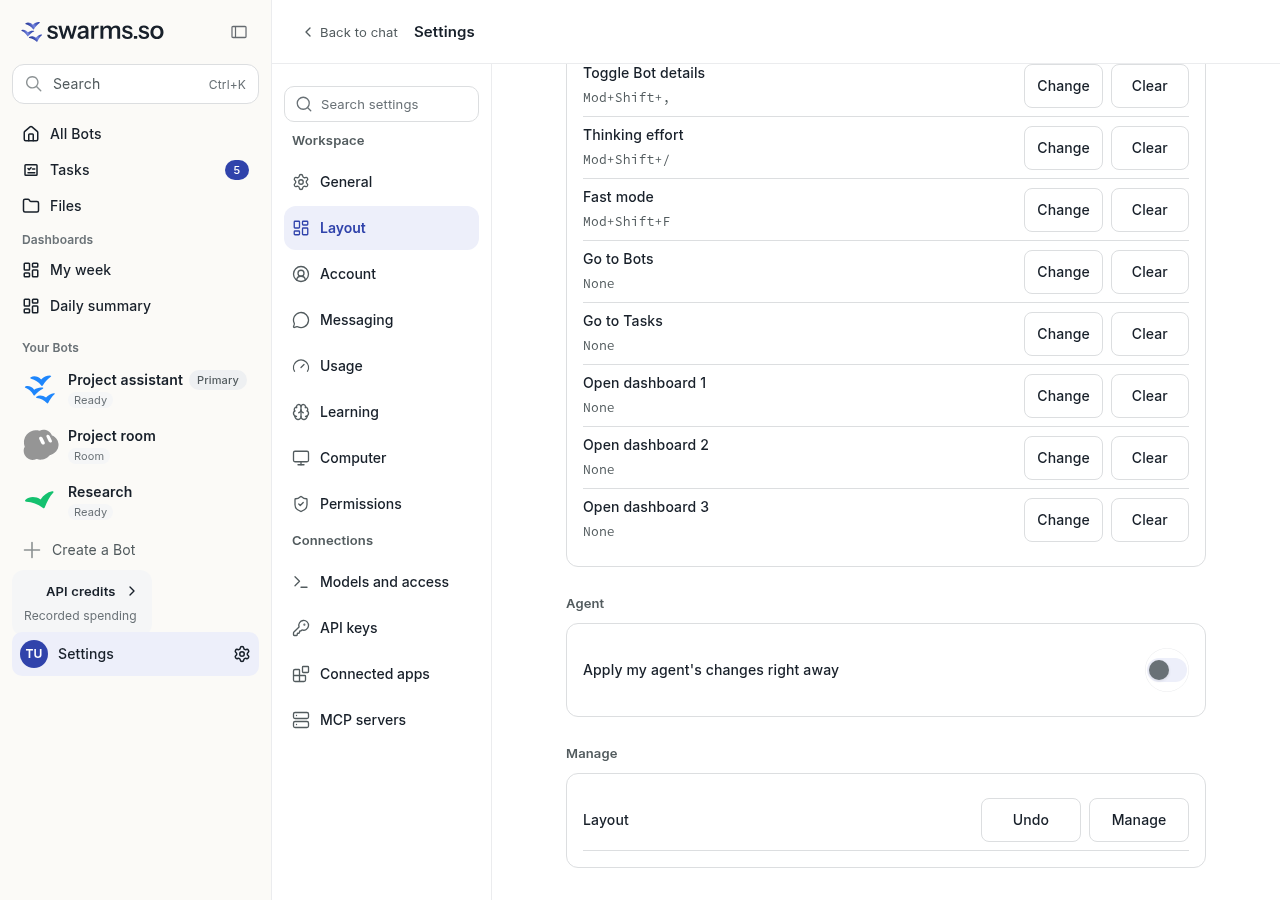 swarms.so
Search
Ctrl+K
All Bots
Tasks
5
Files
Dashboards
My week
Daily summary
Your Bots
Project assistant
Primary
Ready
Project room
Room
Research
Ready
Create a Bot
API credits
Recorded spending
TU
Settings
Back to chat
Settings
Search settings
Workspace
General
Layout
Account
Messaging
Usage
Learning
Computer
Permissions
Connections
Models and access
API keys
Connected apps
MCP servers
Toggle Bot details
Mod+Shift+,
Change
Clear
Thinking effort
Mod+Shift+/
Change
Clear
Fast mode
Mod+Shift+F
Change
Clear
Go to Bots
None
Change
Clear
Go to Tasks
None
Change
Clear
Open dashboard 1
None
Change
Clear
Open dashboard 2
None
Change
Clear
Open dashboard 3
None
Change
Clear
Agent
Apply my agent's changes right away
Manage
Layout
Undo
Manage